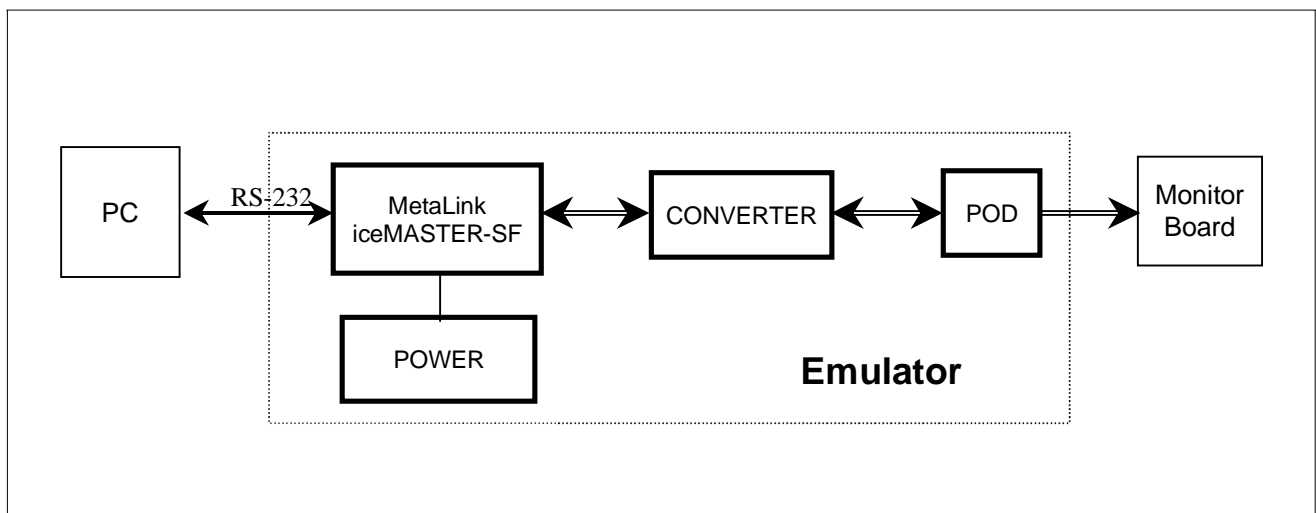 PC
RS-232
MetaLink
iceMASTER-SF
CONVERTER
POD
Monitor
Board
POWER
Emulator